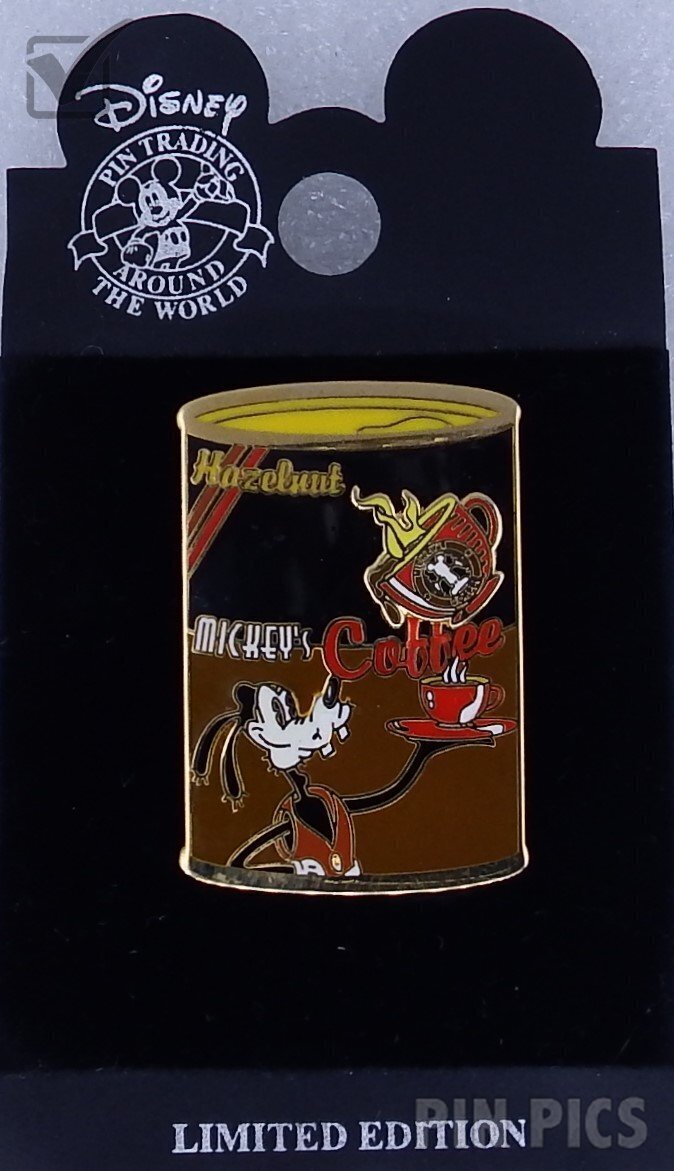 Disney
PIN TRADING
AROUND
THE WORLD
Hazelnut
MICKEY'S Coffee
LIMITED EDITION
PIN PICS